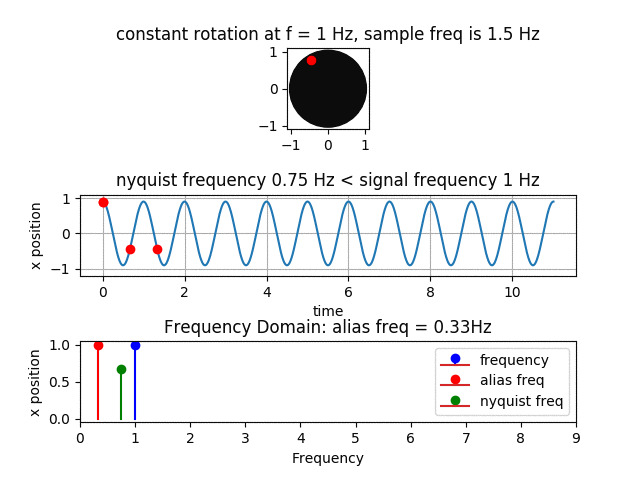 constant rotation at f = 1 Hz, sample freq is 1.5 Hz
1
0
−1
−1 0 1
nyquist frequency 0.75 Hz < signal frequency 1 Hz
x position
1
0
−1
0 2 4 6 8 10
time
Frequency Domain: alias freq = 0.33Hz
x position
1.0
0.5
0.0
frequency
alias freq
nyquist freq
0 1 2 3 4 5 6 7 8 9
Frequency